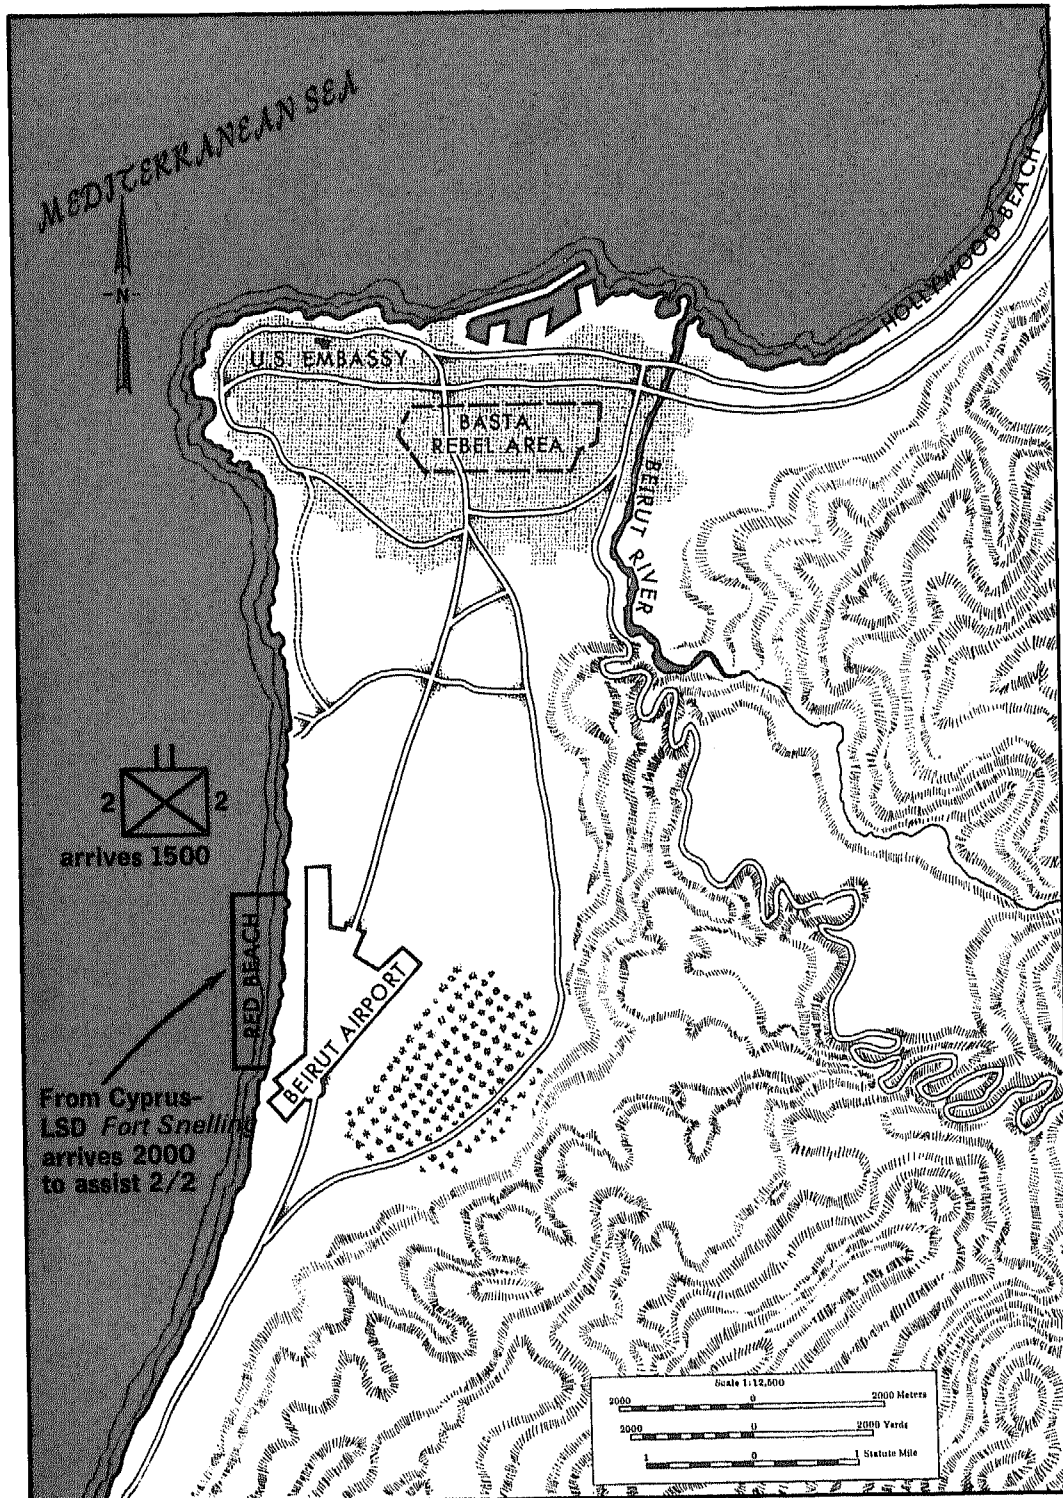 MEDITERRANEAN SEA
-N-
HOLLYWOOD BEACH
U.S. EMBASSY
BASTA
REBEL AREA
BEIRUT RIVER
2 2
arrives 1500
RED BEACH
BEIRUT AIRPORT
From Cyprus-
LSD Fort Snelling
arrives 2000
to assist 2/2
Scale 1:12,500
2000 0 2000 Meters
2000 0 2000 Yards
1 0 1 Statute Mile